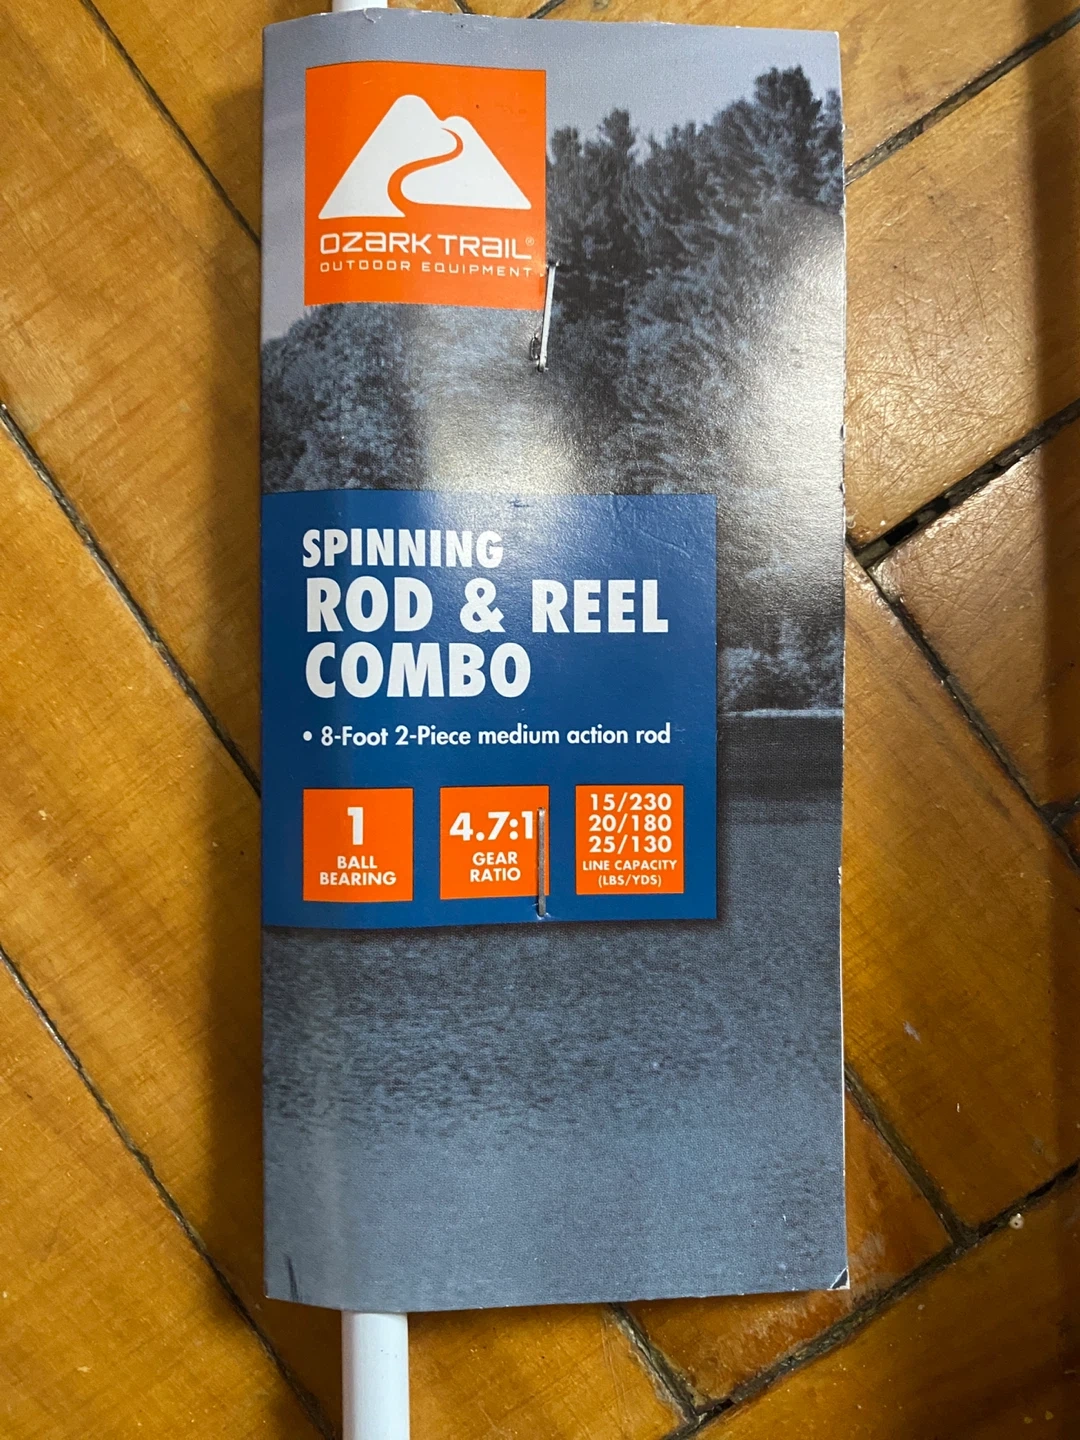 OZARK TRAIL®
OUTDOOR EQUIPMENT
SPINNING
ROD & REEL
COMBO
• 8-Foot 2-Piece medium action rod
1
BALL
BEARING
4.7:1
GEAR
RATIO
15/230
20/180
25/130
LINE CAPACITY
(LBS/YDS)